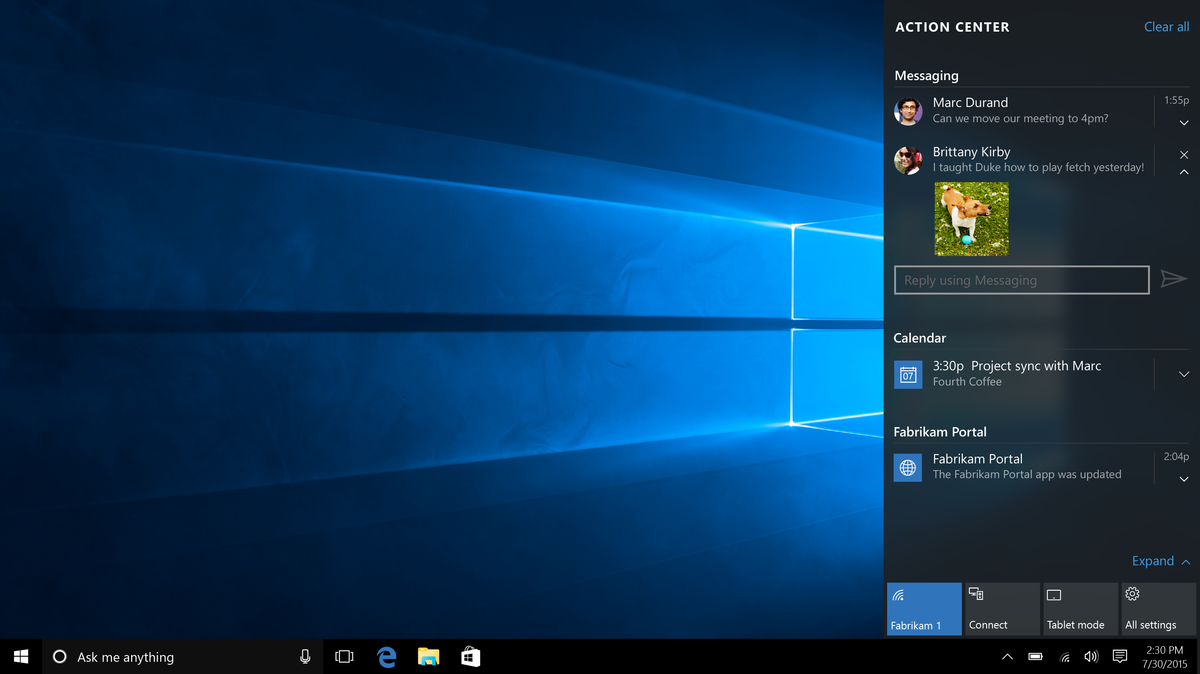 ACTION CENTER
Clear all
Messaging
Marc Durand
1:55p
Can we move our meeting to 4pm?
Brittany Kirby
I taught Duke how to play fetch yesterday!
Reply using Messaging
Calendar
07
3:30p Project sync with Marc
Fourth Coffee
Fabrikam Portal
Fabrikam Portal
2:04p
The Fabrikam Portal app was updated
Expand
Fabrikam 1
Connect
Tablet mode
All settings
Ask me anything
2:30 PM
7/30/2015